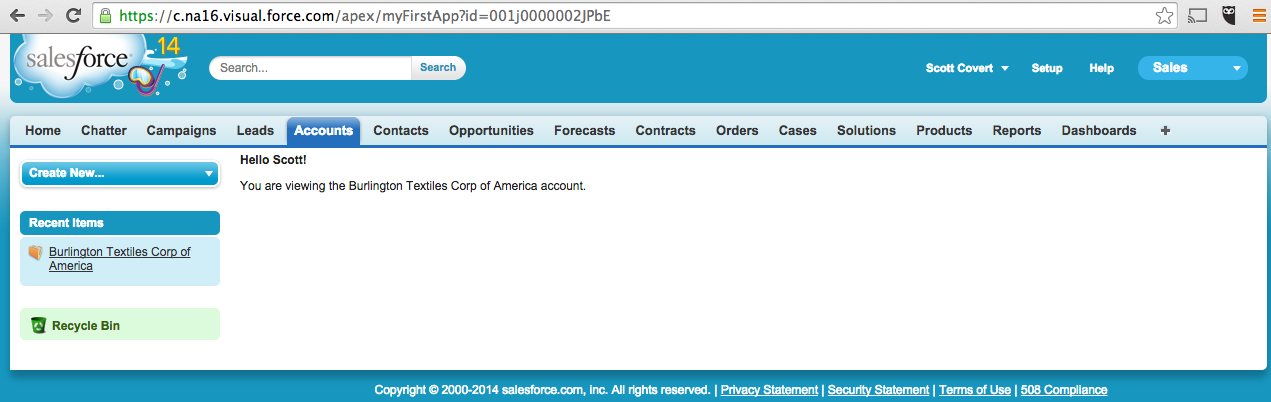 https://c.na16.visual.force.com/apex/myFirstApp?id=001j0000002JPbE
salesforce 14
Search... Search
Scott Covert Setup Help Sales
Home Chatter Campaigns Leads Accounts Contacts Opportunities Forecasts Contracts Orders Cases Solutions Products Reports Dashboards +
Create New...
Hello Scott!
You are viewing the Burlington Textiles Corp of America account.
Recent Items
Burlington Textiles Corp of
America
Recycle Bin
Copyright © 2000-2014 salesforce.com, inc. All rights reserved. | Privacy Statement | Security Statement | Terms of Use | 508 Compliance